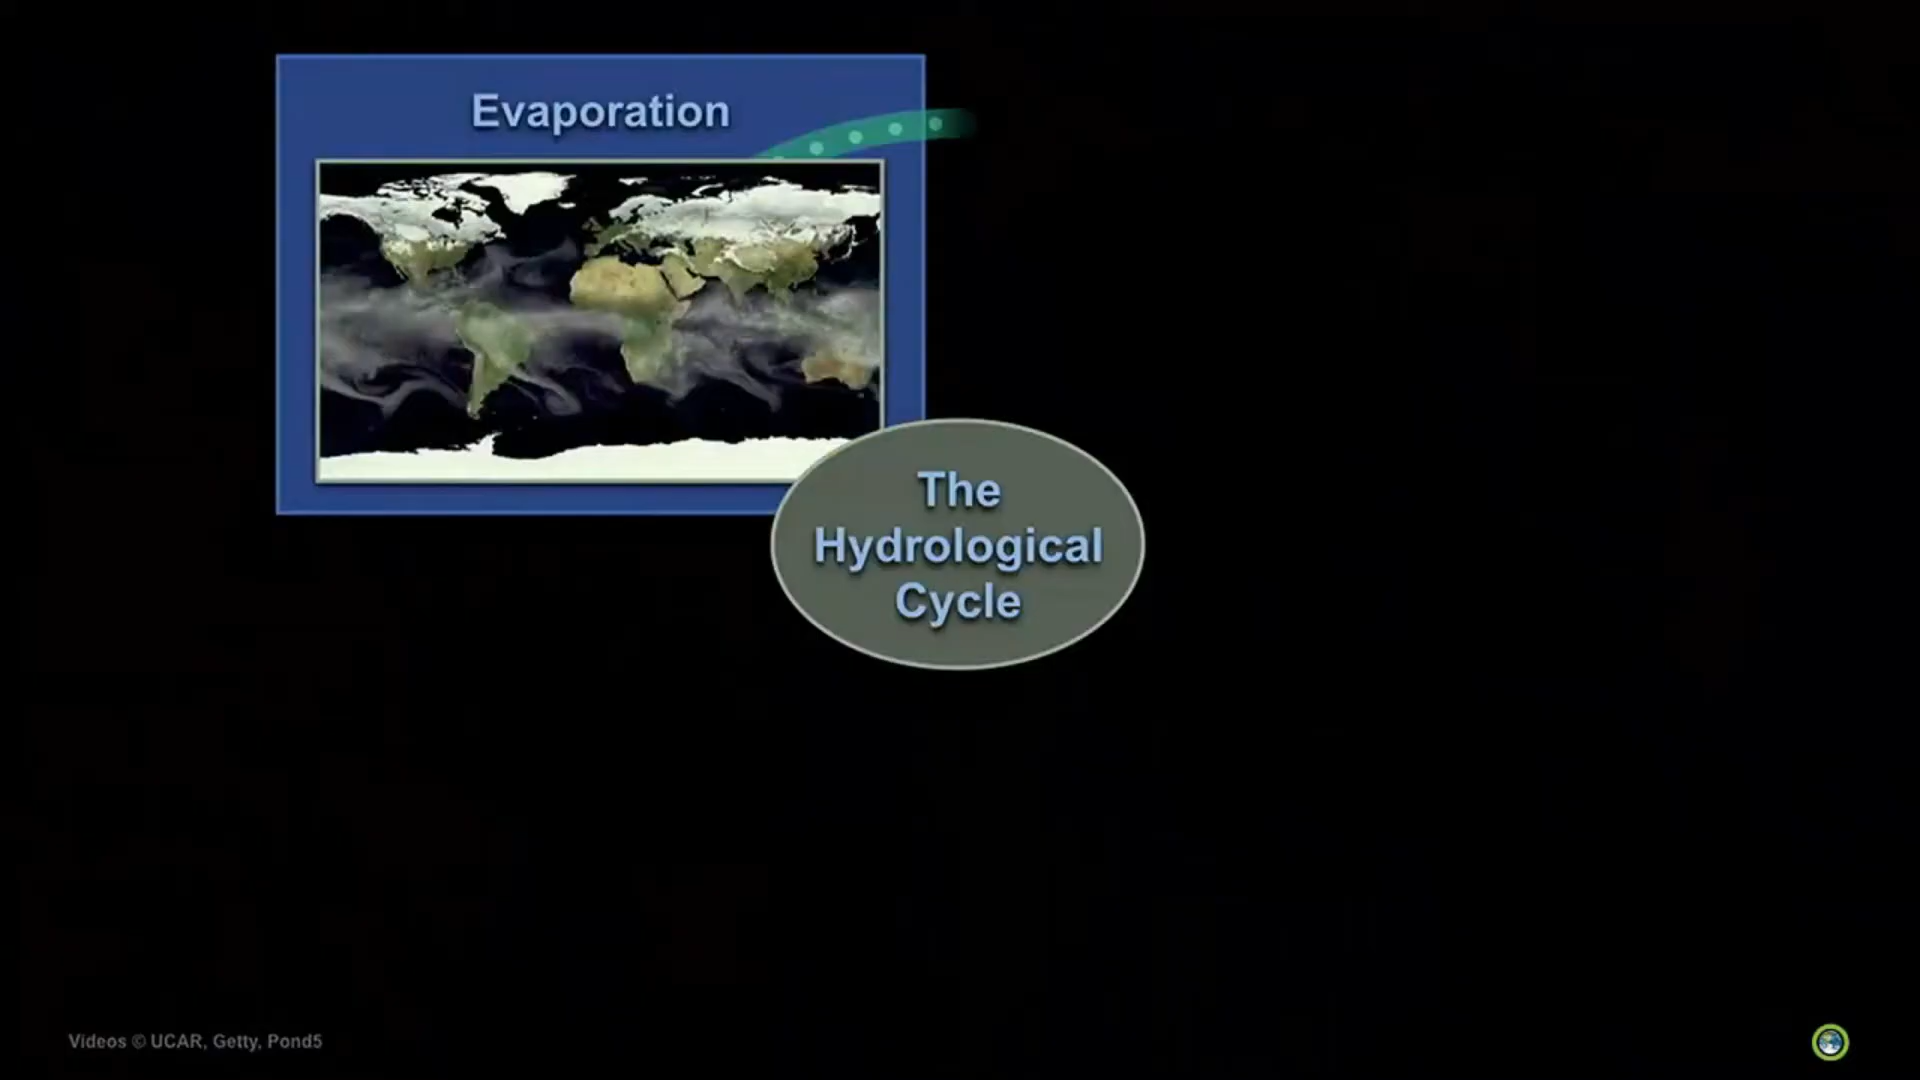 Evaporation
The
Hydrological
Cycle
Videos © UCAR, Getty, Pond5